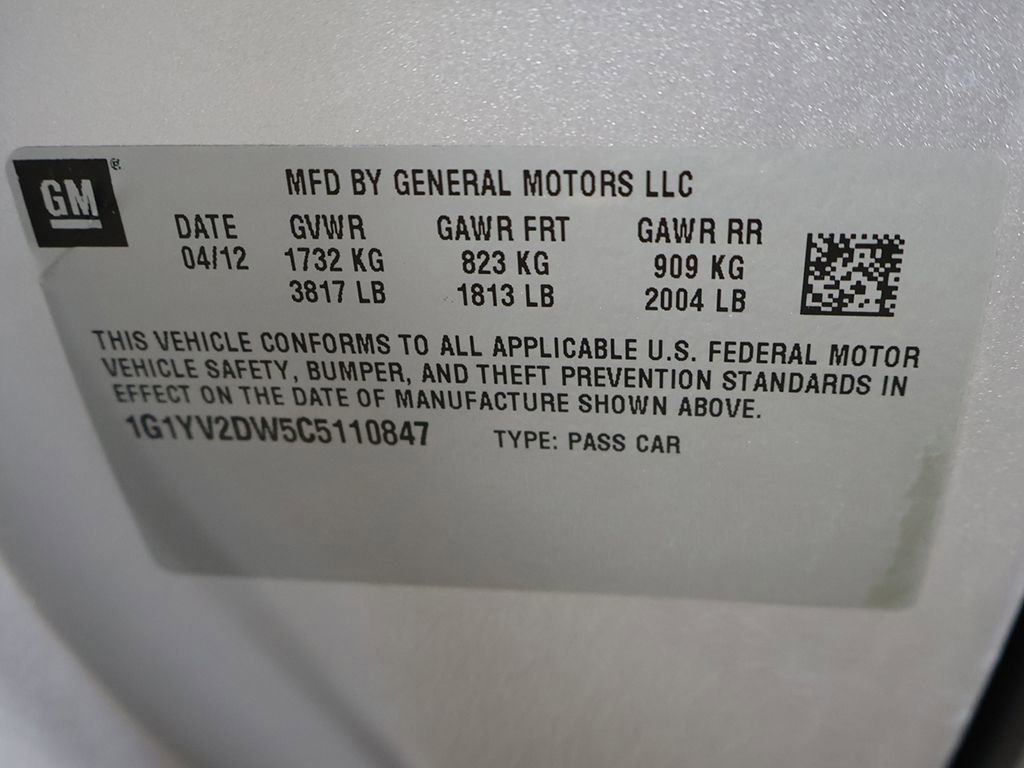 GM ®
MFD BY GENERAL MOTORS LLC
DATE GVWR GAWR FRT GAWR RR
04/12 1732 KG 823 KG 909 KG
3817 LB 1813 LB 2004 LB
THIS VEHICLE CONFORMS TO ALL APPLICABLE U.S. FEDERAL MOTOR
VEHICLE SAFETY, BUMPER, AND THEFT PREVENTION STANDARDS IN
EFFECT ON THE DATE OF MANUFACTURE SHOWN ABOVE.
1G1YV2DW5C5110847 TYPE: PASS CAR